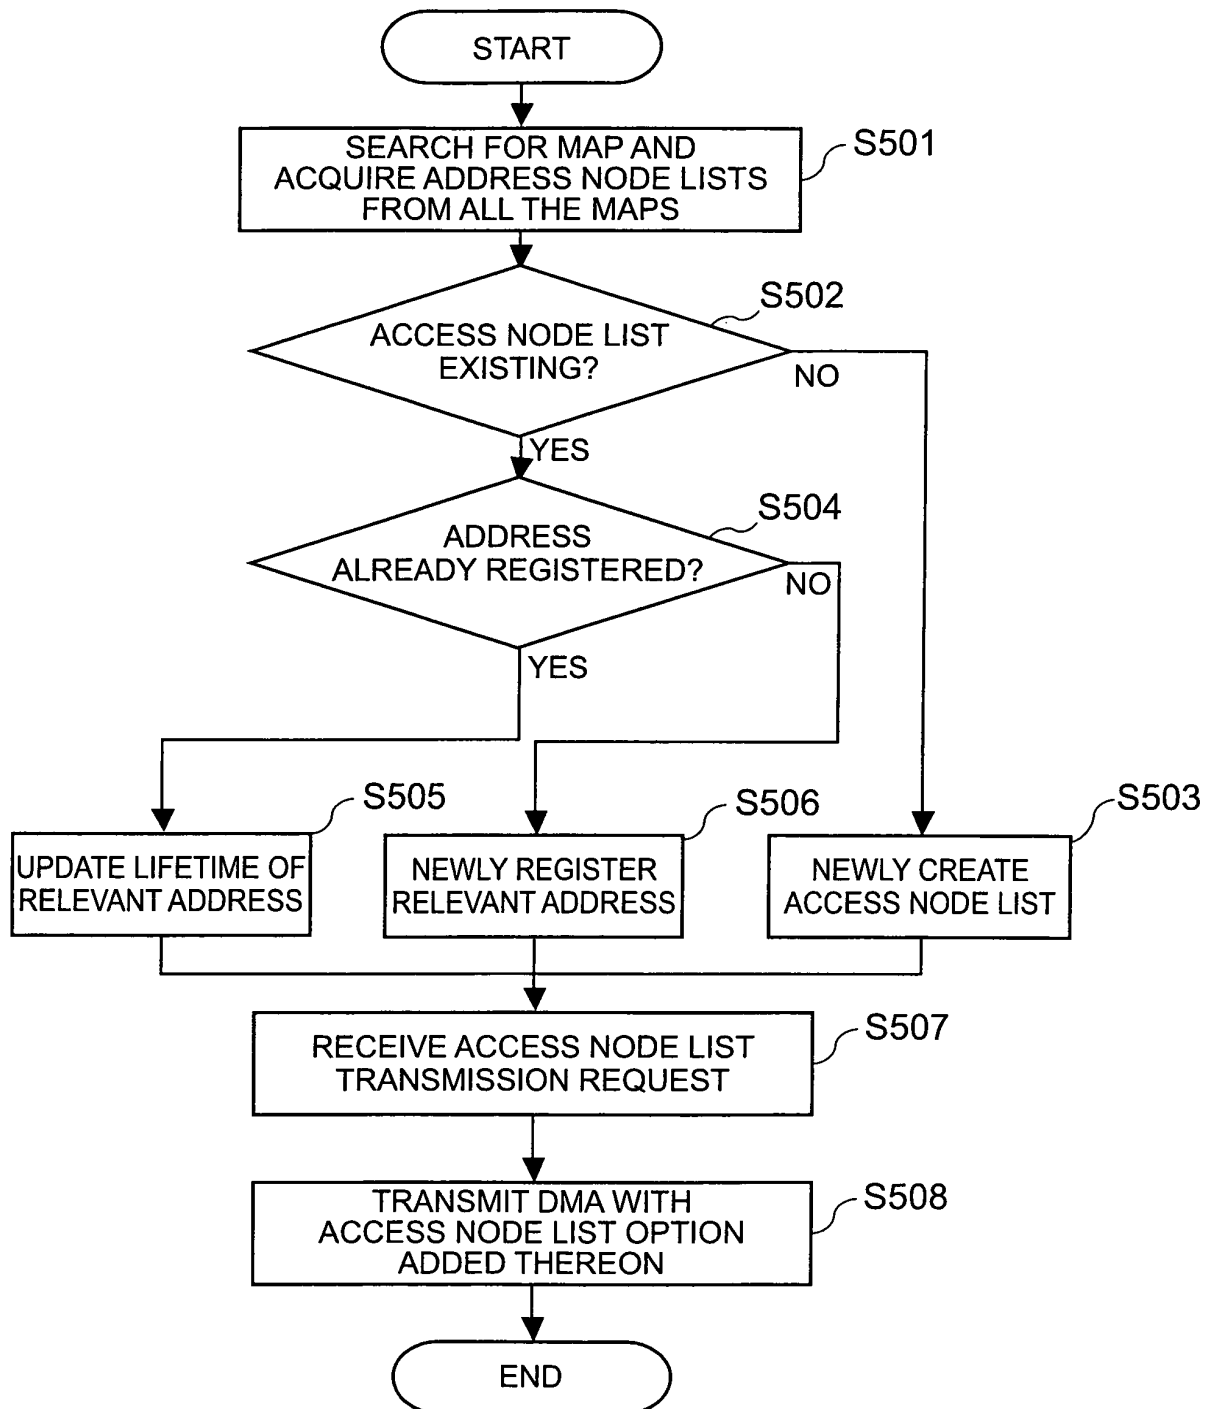 START
SEARCH FOR MAP AND
ACQUIRE ADDRESS NODE LISTS
FROM ALL THE MAPS
S501
ACCESS NODE LIST
EXISTING?
S502
NO
YES
ADDRESS
ALREADY REGISTERED?
S504
NO
YES
UPDATE LIFETIME OF
RELEVANT ADDRESS
S505
NEWLY REGISTER
RELEVANT ADDRESS
S506
NEWLY CREATE
ACCESS NODE LIST
S503
RECEIVE ACCESS NODE LIST
TRANSMISSION REQUEST
S507
TRANSMIT DMA WITH
ACCESS NODE LIST OPTION
ADDED THEREON
S508
END